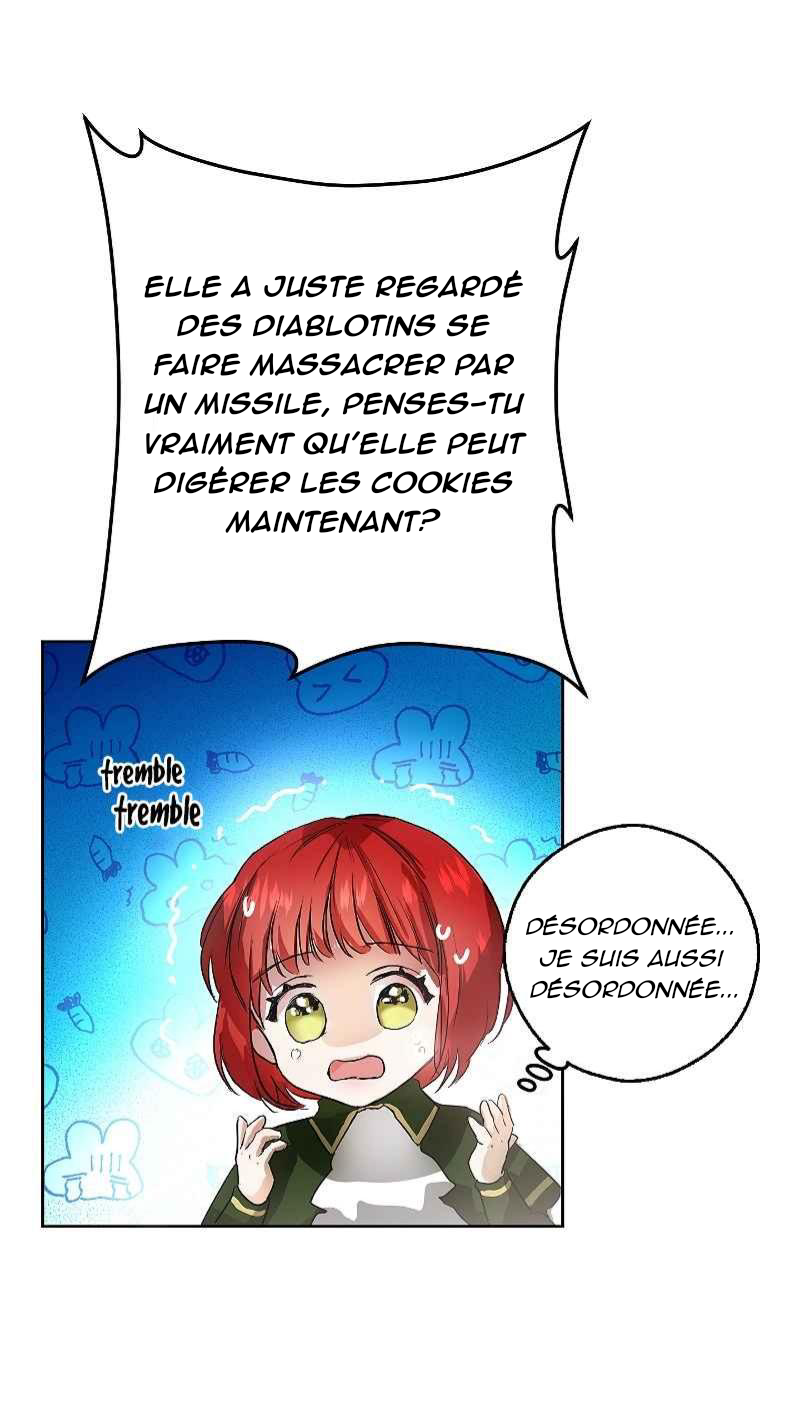 ELLE A JUSTE REGARDÉ
DES DIABLOTINS SE
FAIRE MASSACRER PAR
UN MISSILE, PENSES-TU
VRAIMENT QU'ELLE PEUT
DIGÉRER LES COOKIES
MAINTENANT?
tremble
tremble
DÉSORDONNÉE...
JE SUIS AUSSI
DÉSORDONNÉE...